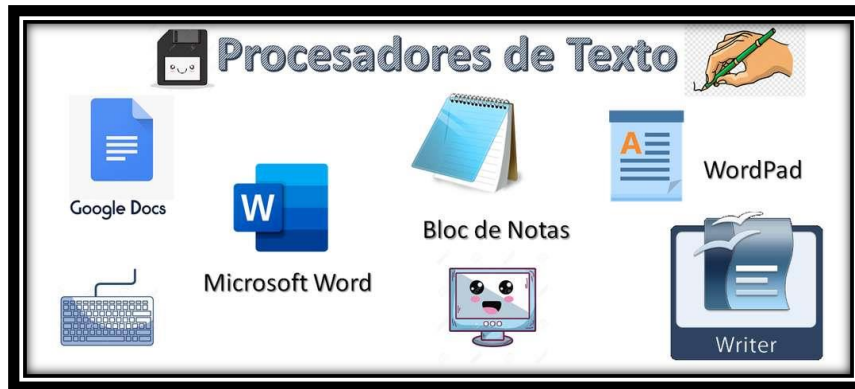 Procesadores de Texto
Google Docs
W
Microsoft Word
Bloc de Notas
A
WordPad
Writer